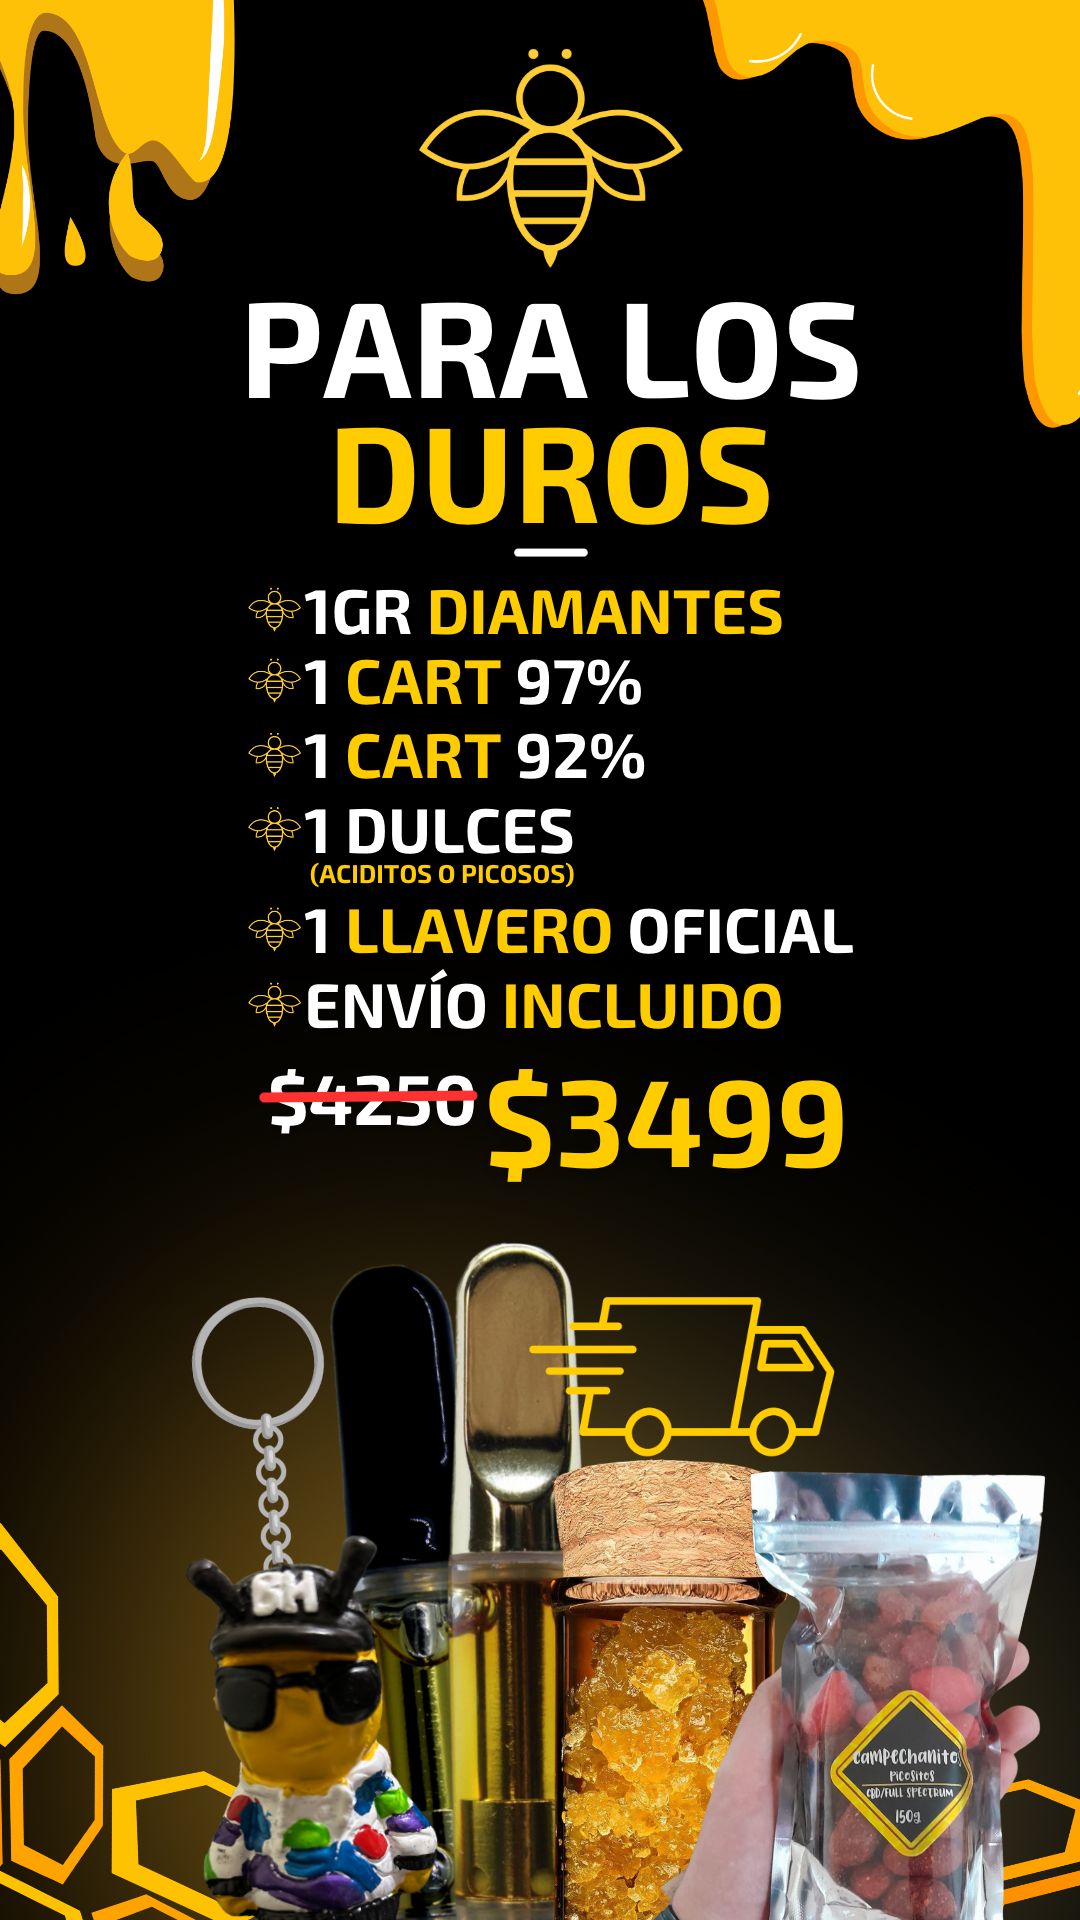 PARA LOS
DUROS
1GR DIAMANTES
1 CART 97%
1 CART 92%
1 DULCES
(ACIDITOS O PICOSOS)
1 LLAVERO OFICIAL
ENVÍO INCLUIDO
$4250 $3499
BH
CAMPECHANITO
PICOSITOS
CBD/FULL SPECTRUM
150g